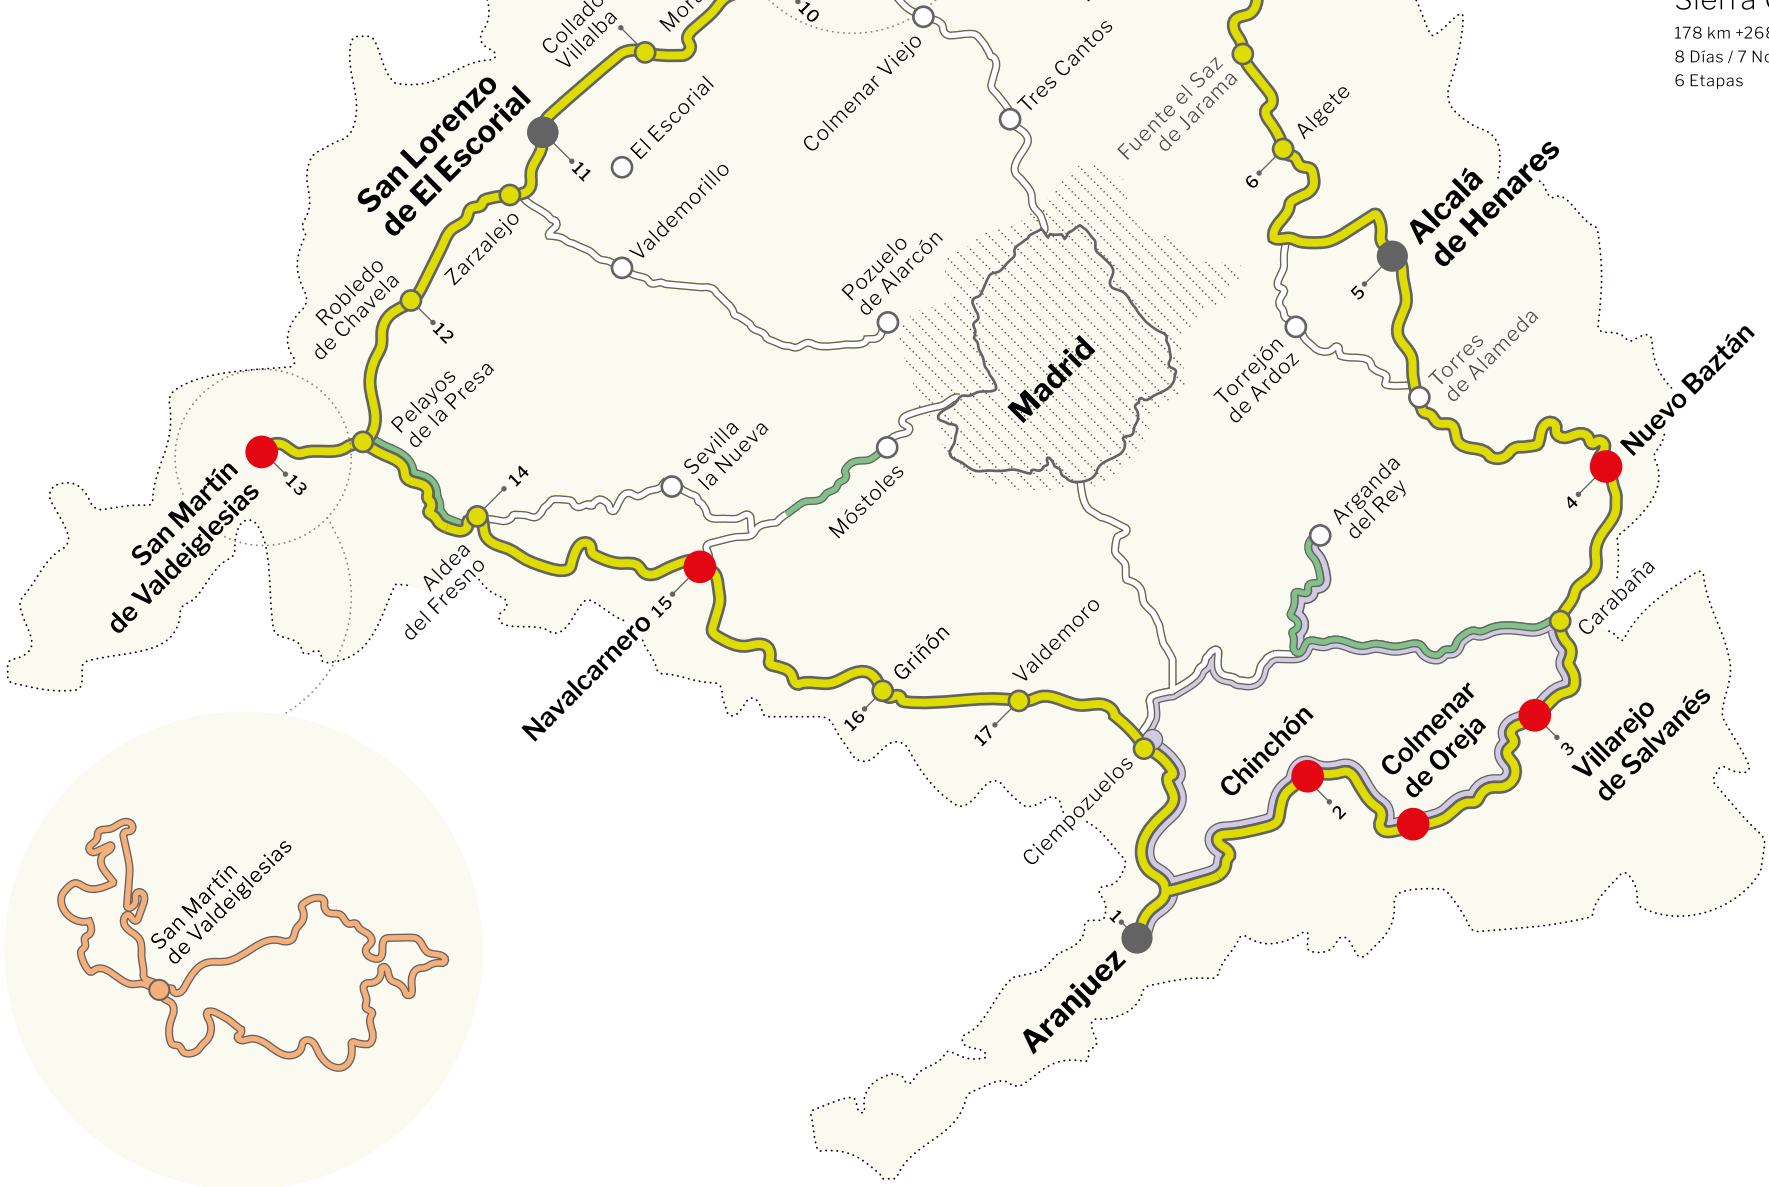 Collado
Villalba
10
Colmenar Viejo
Tres Cantos
178 km
8 Días / 7
6 Etapas
San Lorenzo
de El Escorial
El Escorial
11
Fuente el Saz
de Jarama
Algete
6
Alcalá
de Henares
5
Zarzalejo
Valdemorillo
Pozuelo
de Alarcón
Robledo
de Chavela
12
Madrid
Torrejón
de Ardoz
Torres
de Alameda
Nuevo Baztán
4
Pelayos
de la Presa
San Martín
de Valdeiglesias
13
14
Sevilla
la Nueva
Móstoles
Arganda
del Rey
Aldea
del Fresno
Navalcarnero
15
Carabaña
Griñón
16
Valdemoro
17
Ciempozuelos
Chinchón
2
Colmenar
de Oreja
Villarejo
de Salvanés
3
1
Aranjuez
San Martín
de Valdeiglesias